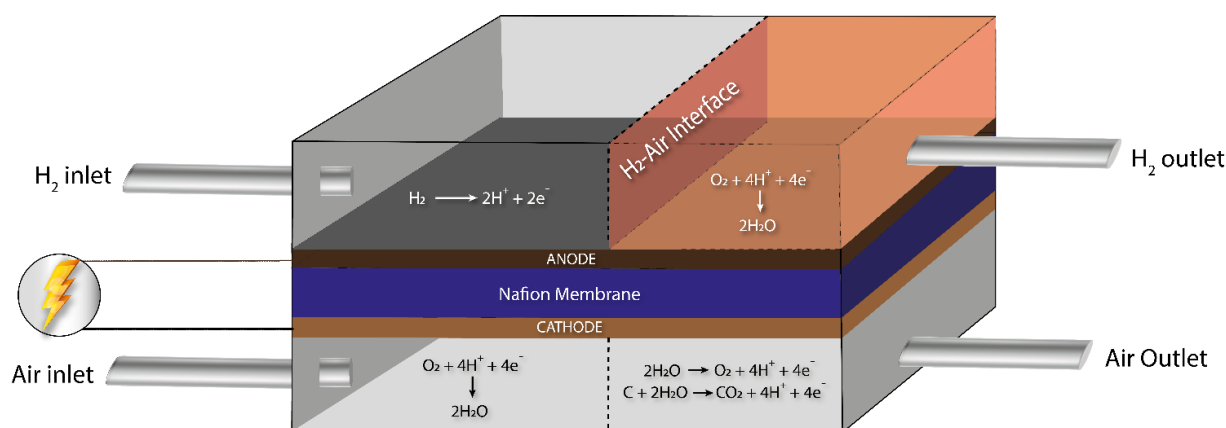 H₂ inlet
H₂-Air Interface
H₂ outlet
H₂ ⟶ 2H⁺ + 2e⁻
O₂ + 4H⁺ + 4e⁻
↓
2H₂O
ANODE
Nafion Membrane
CATHODE
Air inlet
Air Outlet
O₂ + 4H⁺ + 4e⁻
↓
2H₂O
2H₂O → O₂ + 4H⁺ + 4e⁻
C + 2H₂O → CO₂ + 4H⁺ + 4e⁻